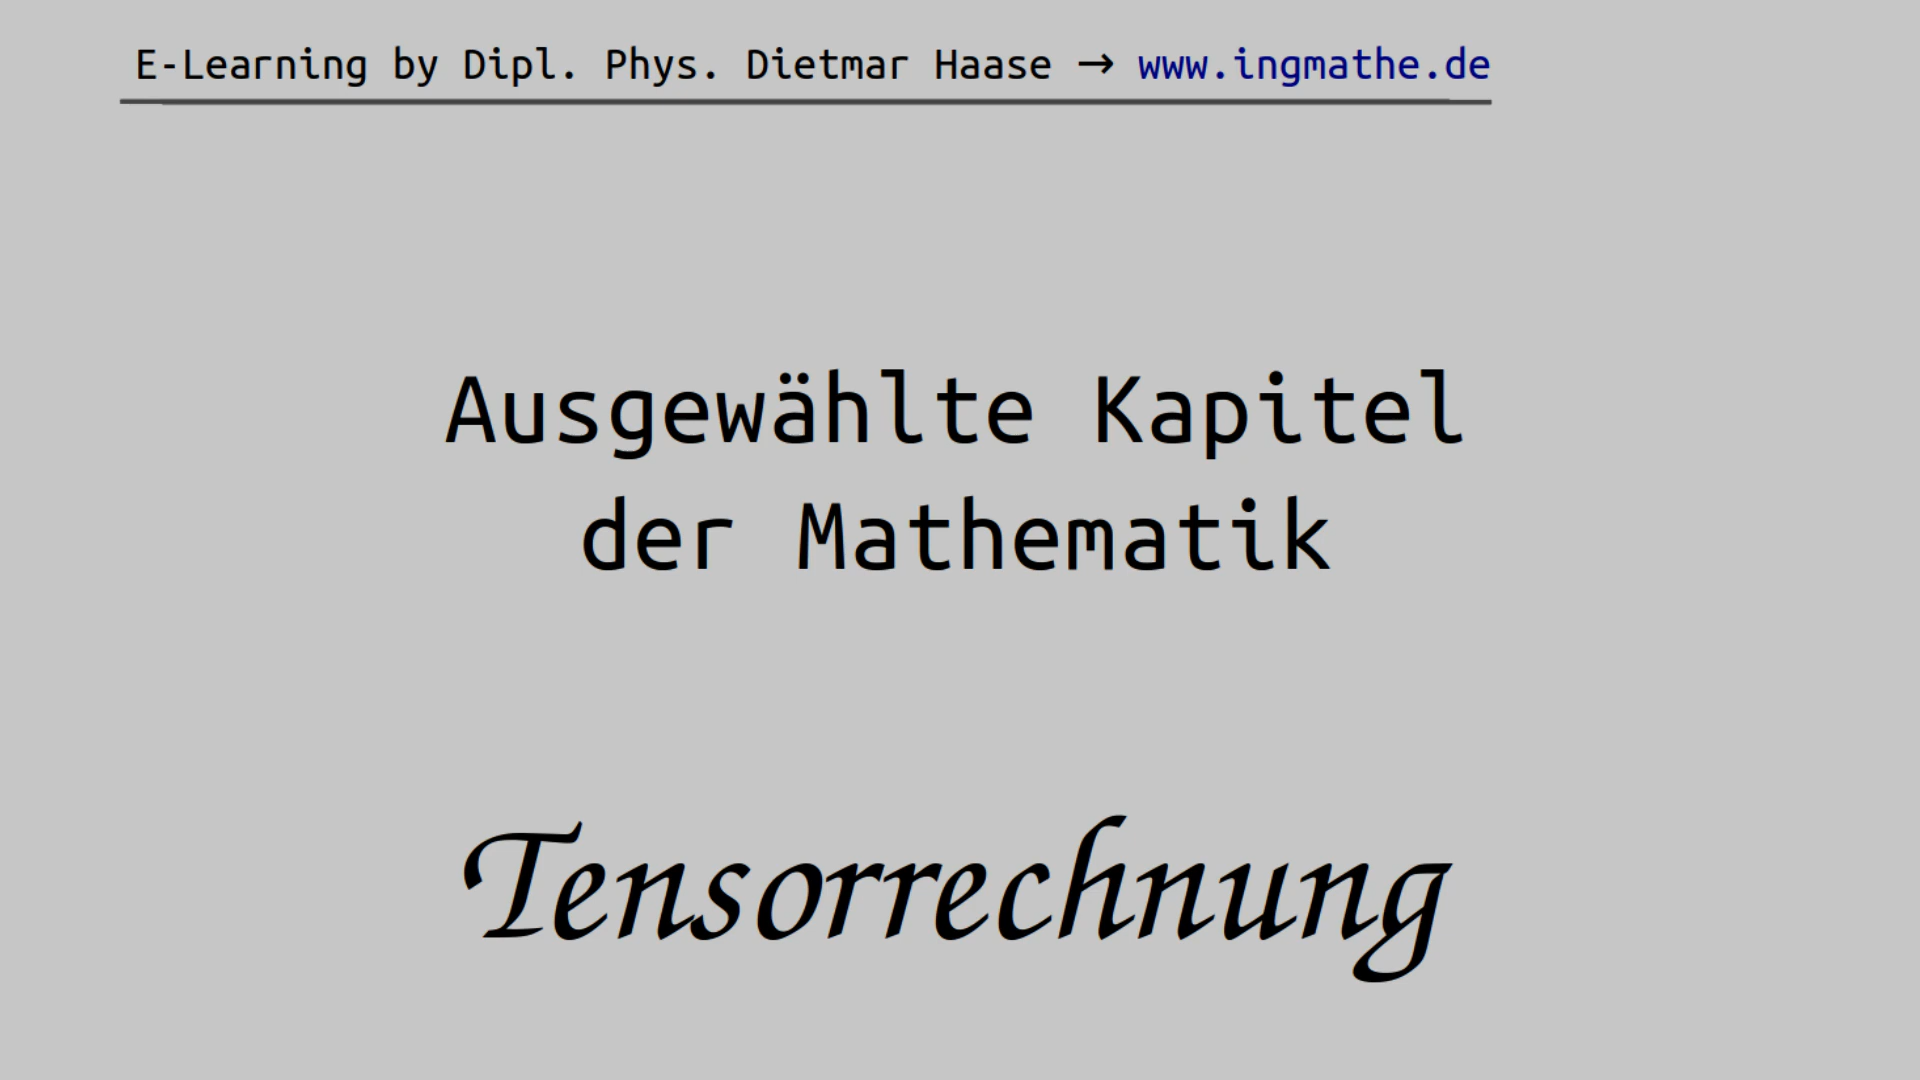 E-Learning by Dipl. Phys. Dietmar Haase → www.ingmathe.de
Ausgewählte Kapitel
der Mathematik
Tensorrechnung